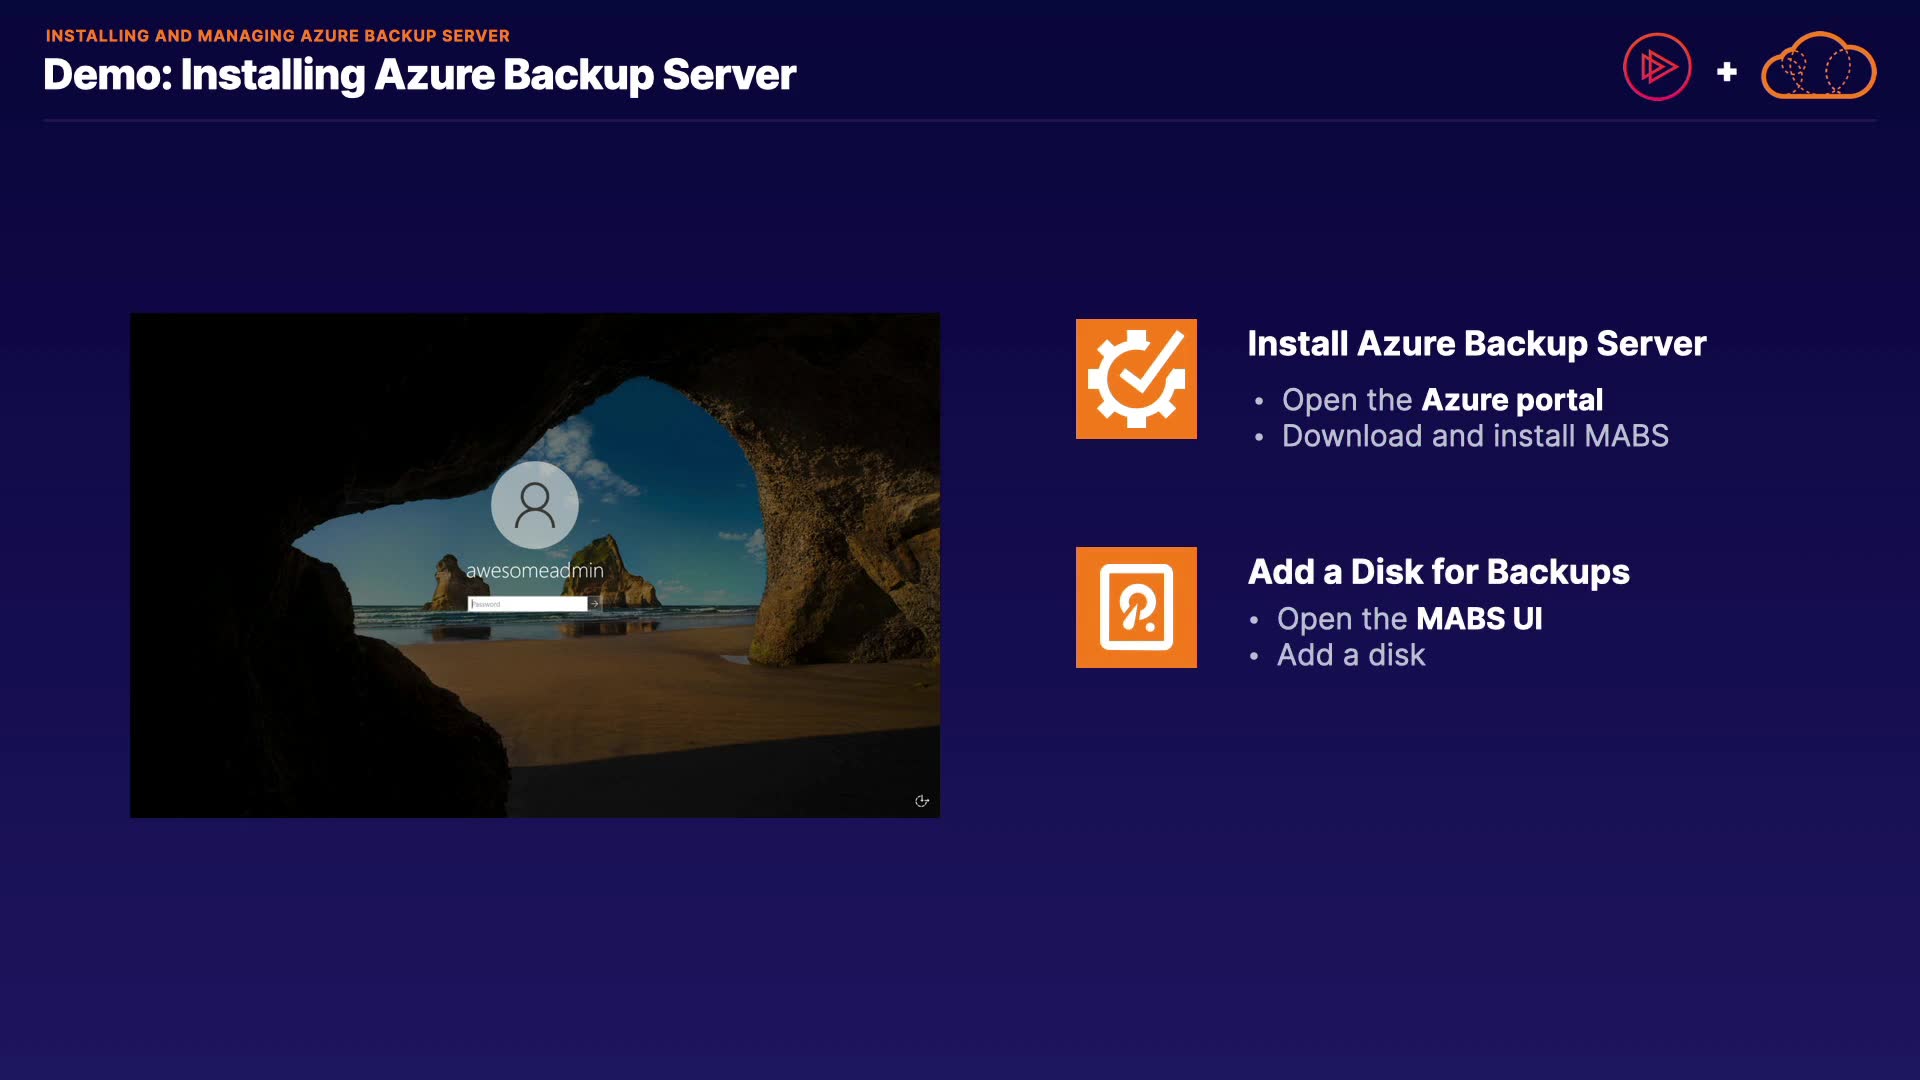 INSTALLING AND MANAGING AZURE BACKUP SERVER
Demo: Installing Azure Backup Server
awesomeadmin
Password
Install Azure Backup Server
• Open the Azure portal
• Download and install MABS
Add a Disk for Backups
• Open the MABS UI
• Add a disk